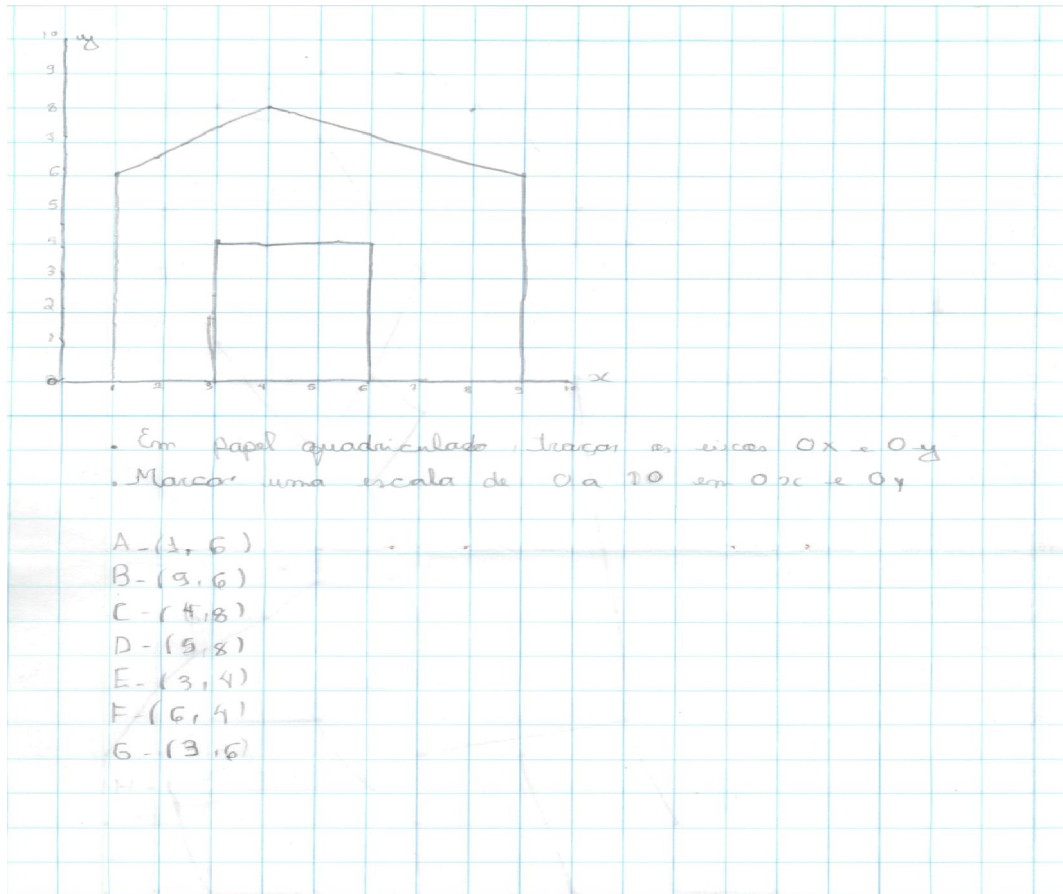 10 y
9
8
7
6
5
4
3
2
1
0 1 2 3 4 5 6 7 8 9 10 x
. Em papel quadriculado, traçar os eixos Ox e Oy
. Marcar uma escala de 0 a 10 em Ox e Oy
A - (1, 6)
B - (9, 6)
C - (4, 8)
D - (5, 8)
E - (3, 4)
F - (6, 4)
G - (3, 6)